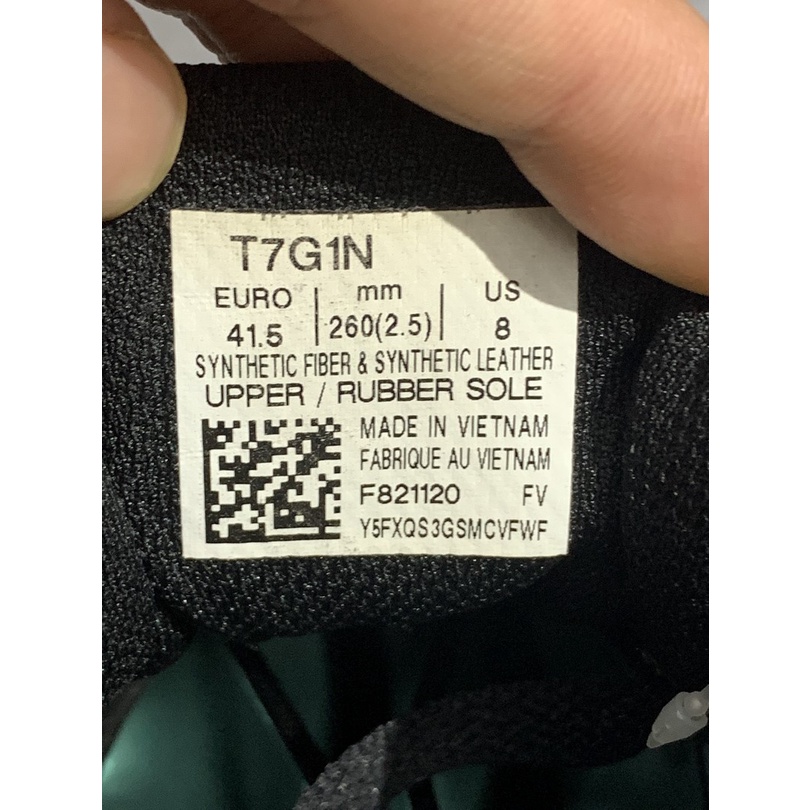 T7G1N
EURO | mm | US
41.5 | 260(2.5) | 8
SYNTHETIC FIBER & SYNTHETIC LEATHER
UPPER / RUBBER SOLE
MADE IN VIETNAM
FABRIQUE AU VIETNAM
F821120 FV
Y5FXQS3GSMCVFWF